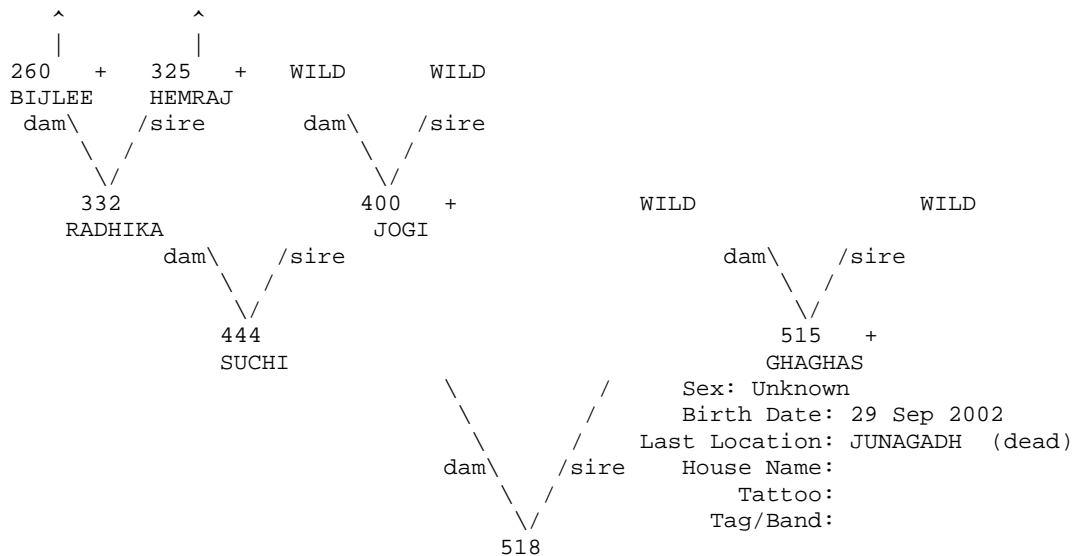 ^ ^
| |
260 + 325 + WILD WILD
BIJLEE HEMRAJ
dam\ /sire dam\ /sire
\ / \ /
\/ \/
332 400 + WILD WILD
RADHIKA JOGI
dam\ /sire dam\ /sire
\ / \ /
\/ \/
444 515 +
SUCHI GHAGHAS
\ / Sex: Unknown
\ / Birth Date: 29 Sep 2002
\ / Last Location: JUNAGADH (dead)
dam\ /sire House Name:
\ / Tattoo:
\/ Tag/Band:
518